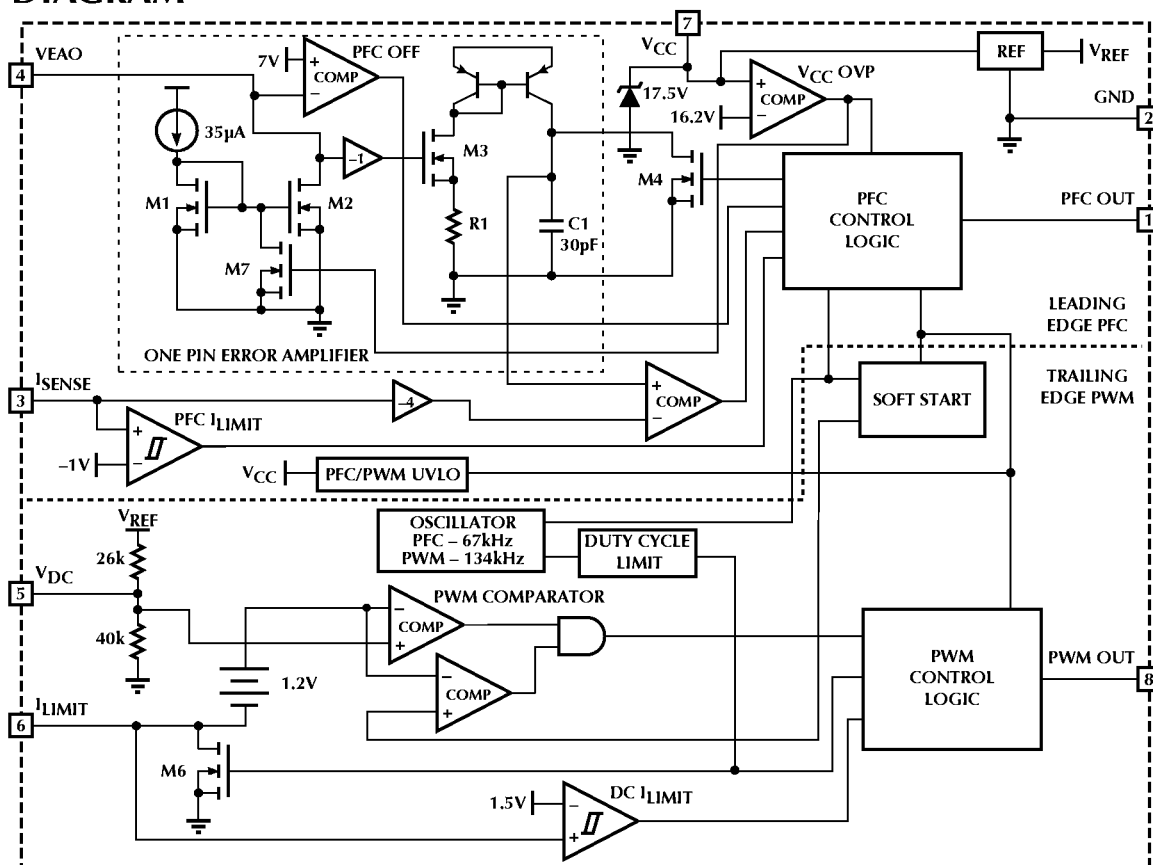 DIAGRAM
7
VEAO
4
7V
+
COMP
−
PFC OFF
VCC
17.5V
16.2V
+
COMP
−
VCC OVP
REF
VREF
GND
2
35µA
−1
M3
M1
M2
M7
R1
C1
30pF
M4
PFC
CONTROL
LOGIC
PFC OUT
1
LEADING
EDGE PFC
ONE PIN ERROR AMPLIFIER
TRAILING
EDGE PWM
ISENSE
3
−4
+
COMP
−
SOFT START
PFC ILIMIT
+
−
−1V
VCC
PFC/PWM UVLO
VREF
26k
OSCILLATOR
PFC – 67kHz
PWM – 134kHz
DUTY CYCLE
LIMIT
VDC
5
40k
PWM COMPARATOR
−
COMP
+
−
COMP
+
1.2V
PWM
CONTROL
LOGIC
PWM OUT
8
ILIMIT
6
M6
1.5V
−
+
DC ILIMIT